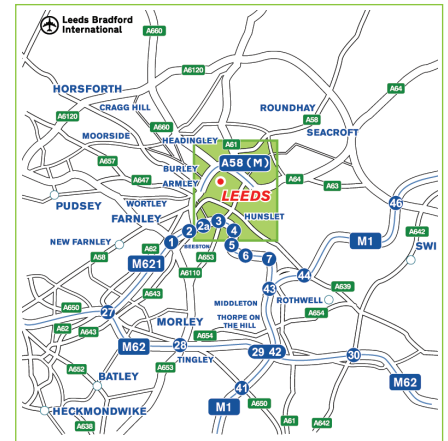 Leeds Bradford
International
A660
A6120
A64
HORSFORTH
CRAGG HILL
ROUNDHAY
A6120
A660
A58
MOORSIDE
HEADINGLEY
A61
SEACROFT
A657
BURLEY
A58(M)
A647
ARMLEY
A64
A63
PUDSEY
WORTLEY
LEEDS
46
FARNLEY
3
HUNSLET
2a
4
A642
NEW FARNLEY
1
2
A62
BEESTON
5
M1
SWI
A58
A653
6
7
M621
A6110
44
A643
43
A639
A650
27
MIDDLETON
ROTHWELL
A62
A643
MORLEY
THORPE ON
THE HILL
A654
M62
28
A654
29 42
30
TINGLEY
A652
A653
BATLEY
41
M62
HECKMONDWIKE
M1
A650
A638
A61
A642